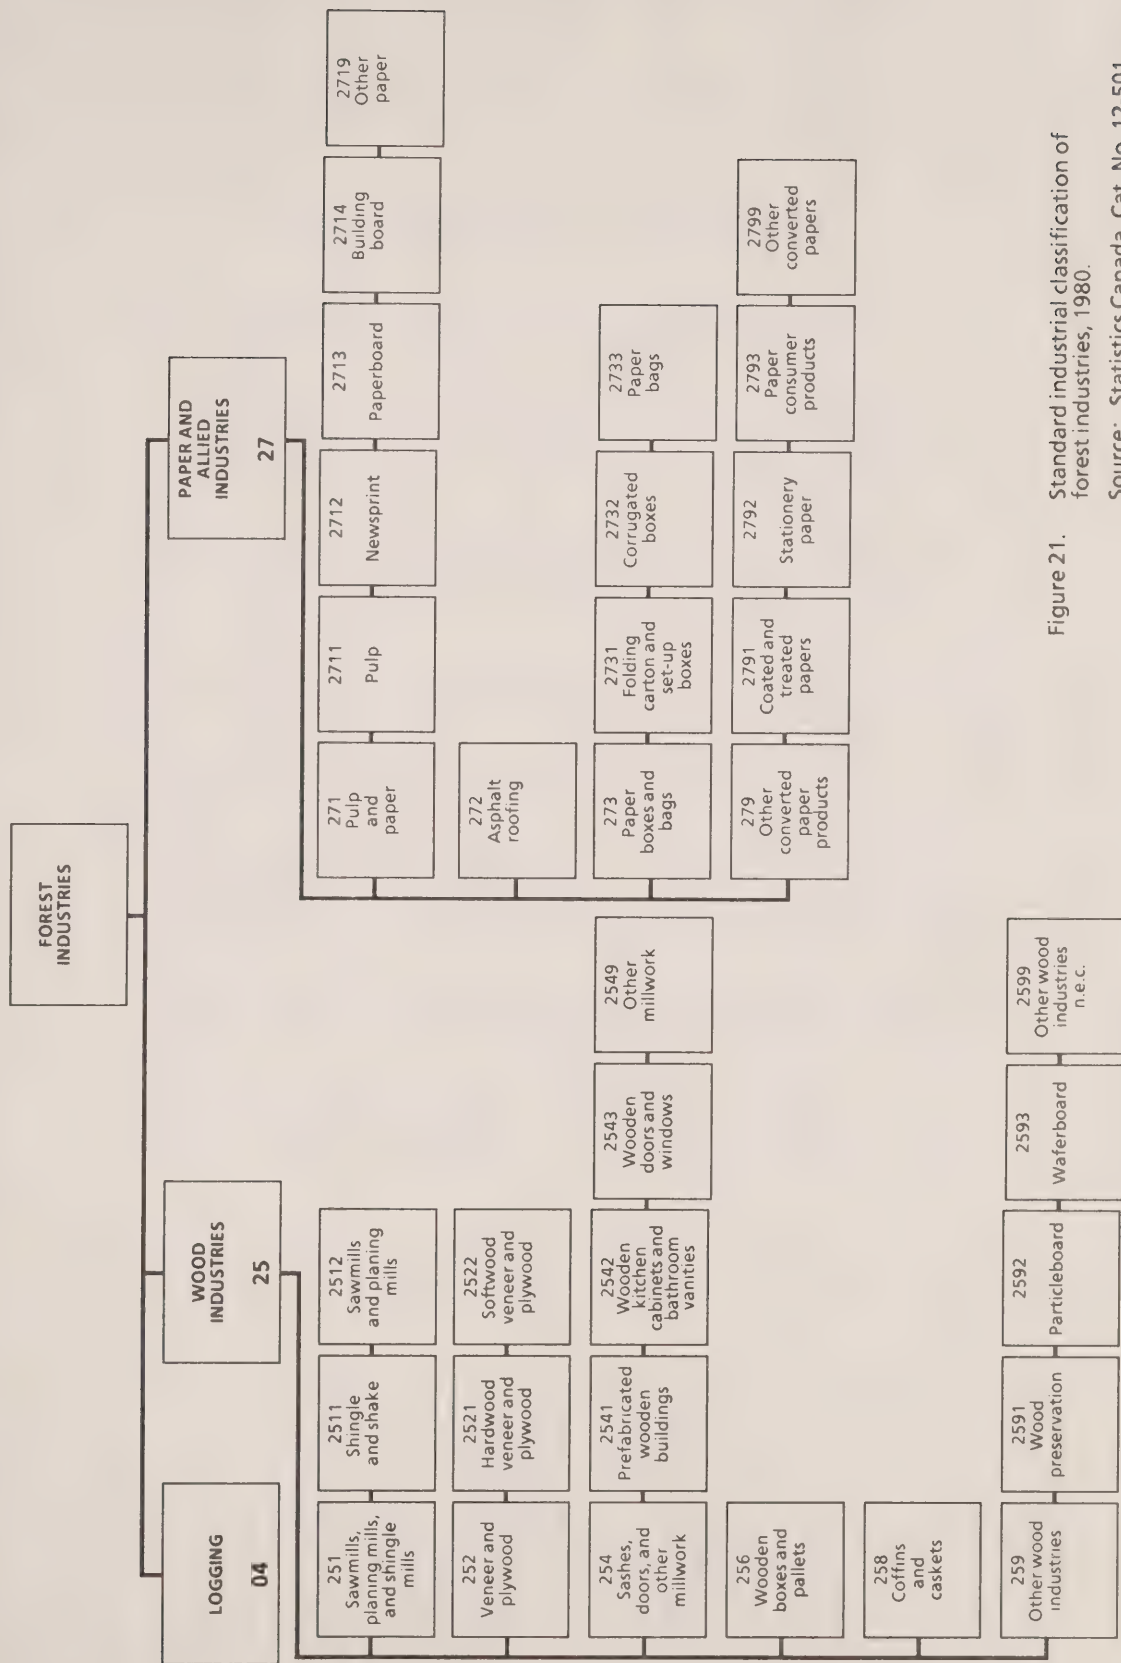 FOREST
INDUSTRIES
LOGGING
04
WOOD
INDUSTRIES
25
PAPER AND
ALLIED
INDUSTRIES
27
251
Sawmills,
planing mills,
and shingle
mills
2511
Shingle
and shake
2512
Sawmills
and planing
mills
252
Veneer and
plywood
2521
Hardwood
veneer and
plywood
2522
Softwood
veneer and
plywood
254
Sashes,
doors, and
other
millwork
2541
Prefabricated
wooden
buildings
2542
Wooden
kitchen
cabinets and
bathroom
vanities
2543
Wooden
doors and
windows
2549
Other
millwork
256
Wooden
boxes and
pallets
258
Coffins
and
caskets
259
Other wood
industries
2591
Wood
preservation
2592
Particleboard
2593
Waferboard
2599
Other wood
industries
n.e.c.
271
Pulp
and
paper
2711
Pulp
2712
Newsprint
2713
Paperboard
2714
Building
board
2719
Other
paper
272
Asphalt
roofing
273
Paper
boxes and
bags
2731
Folding
carton and
set-up
boxes
2732
Corrugated
boxes
2733
Paper
bags
279
Other
converted
paper
products
2791
Coated and
treated
papers
2792
Stationery
paper
2793
Paper
consumer
products
2799
Other
converted
papers
Figure 21. Standard industrial classification of
forest industries, 1980.
Source: Statistics Canada, Cat. No. 12-501